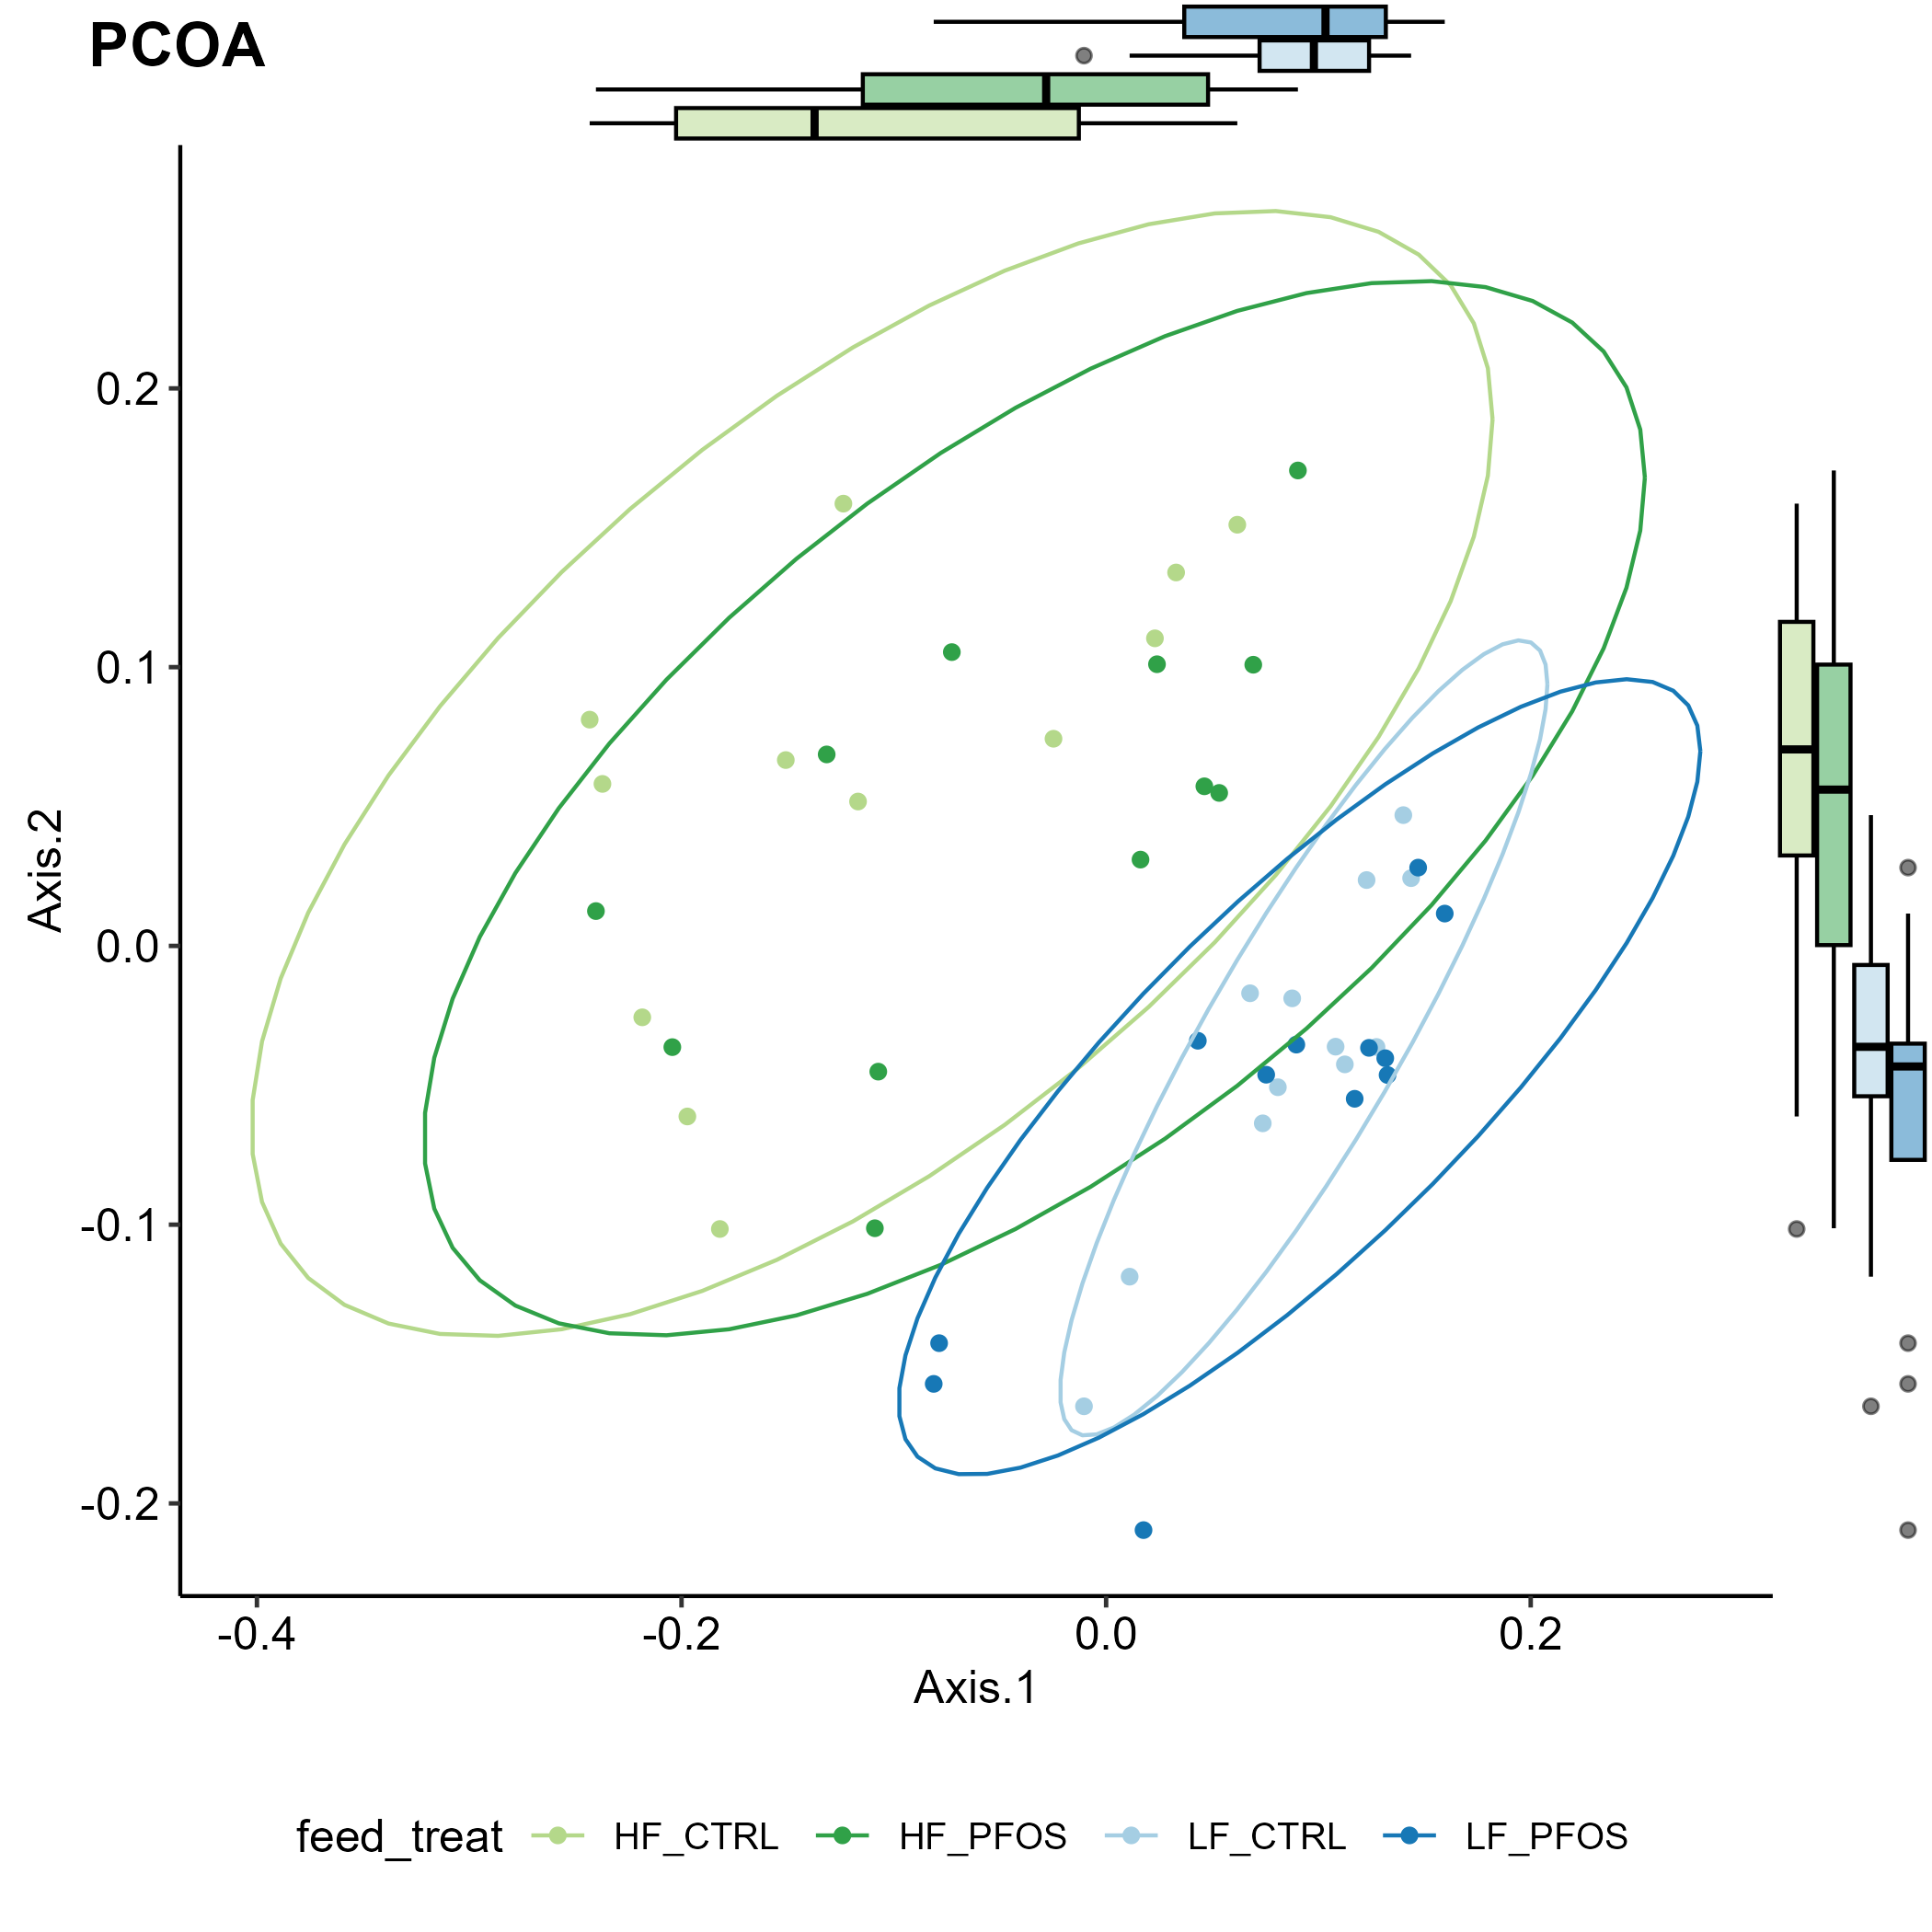 PCOA
0.2
0.1
0.0
-0.1
-0.2
Axis.2
-0.4 -0.2 0.0 0.2
Axis.1
feed_treat HF_CTRL HF_PFOS LF_CTRL LF_PFOS